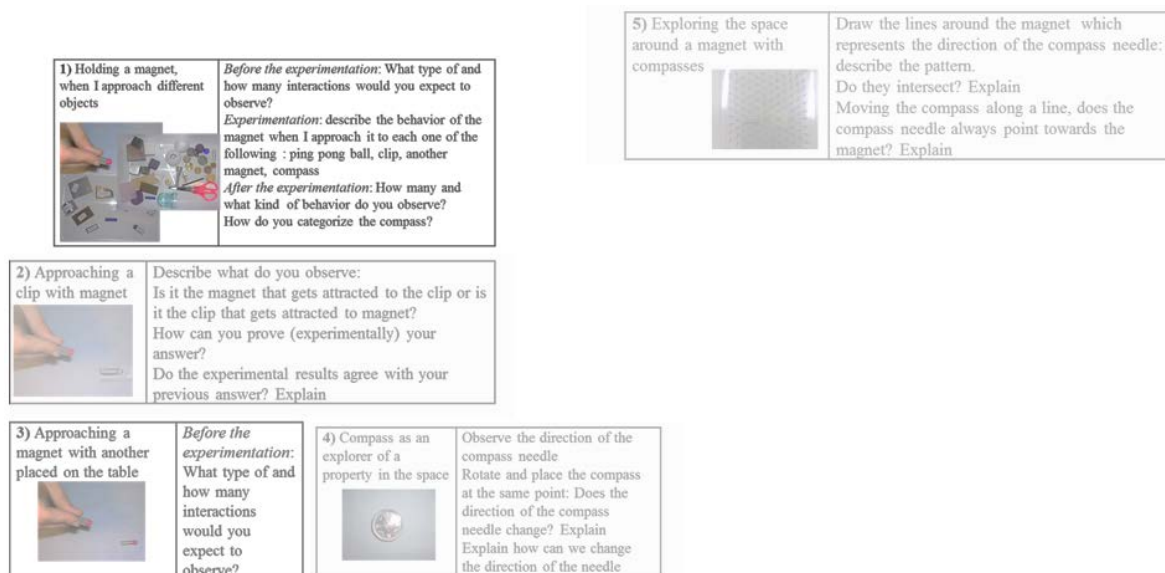 1) Holding a magnet,
when I approach different
objects
Before the experimentation: What type of and
how many interactions would you expect to
observe?
Experimentation: describe the behavior of the
magnet when I approach it to each one of the
following : ping pong ball, clip, another
magnet, compass
After the experimentation: How many and
what kind of behavior do you observe?
How do you categorize the compass?
2) Approaching a
clip with magnet
Describe what do you observe:
Is it the magnet that gets attracted to the clip or is
it the clip that gets attracted to magnet?
How can you prove (experimentally) your
answer?
Do the experimental results agree with your
previous answer? Explain
3) Approaching a
magnet with another
placed on the table
Before the
experimentation:
What type of and
how many
interactions
would you
expect to
observe?
4) Compass as an
explorer of a
property in the space
Observe the direction of the
compass needle
Rotate and place the compass
at the same point: Does the
direction of the compass
needle change? Explain
Explain how can we change
the direction of the needle
5) Exploring the space
around a magnet with
compasses
Draw the lines around the magnet which
represents the direction of the compass needle:
describe the pattern.
Do they intersect? Explain
Moving the compass along a line, does the
compass needle always point towards the
magnet? Explain